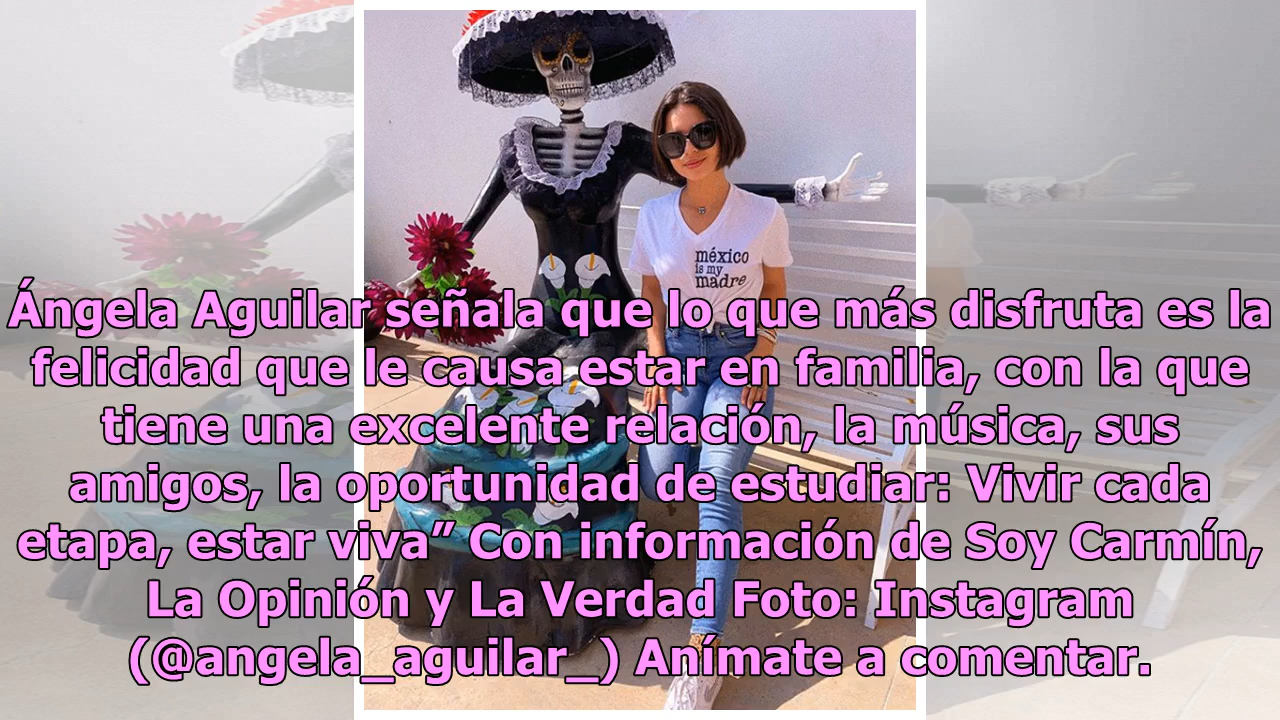 méxico
is my
madre
Ángela Aguilar señala que lo que más disfruta es la
felicidad que le causa estar en familia, con la que
tiene una excelente relación, la música, sus
amigos, la oportunidad de estudiar: Vivir cada
etapa, estar viva” Con información de Soy Carmín,
La Opinión y La Verdad Foto: Instagram
(@angela_aguilar_) Anímate a comentar.